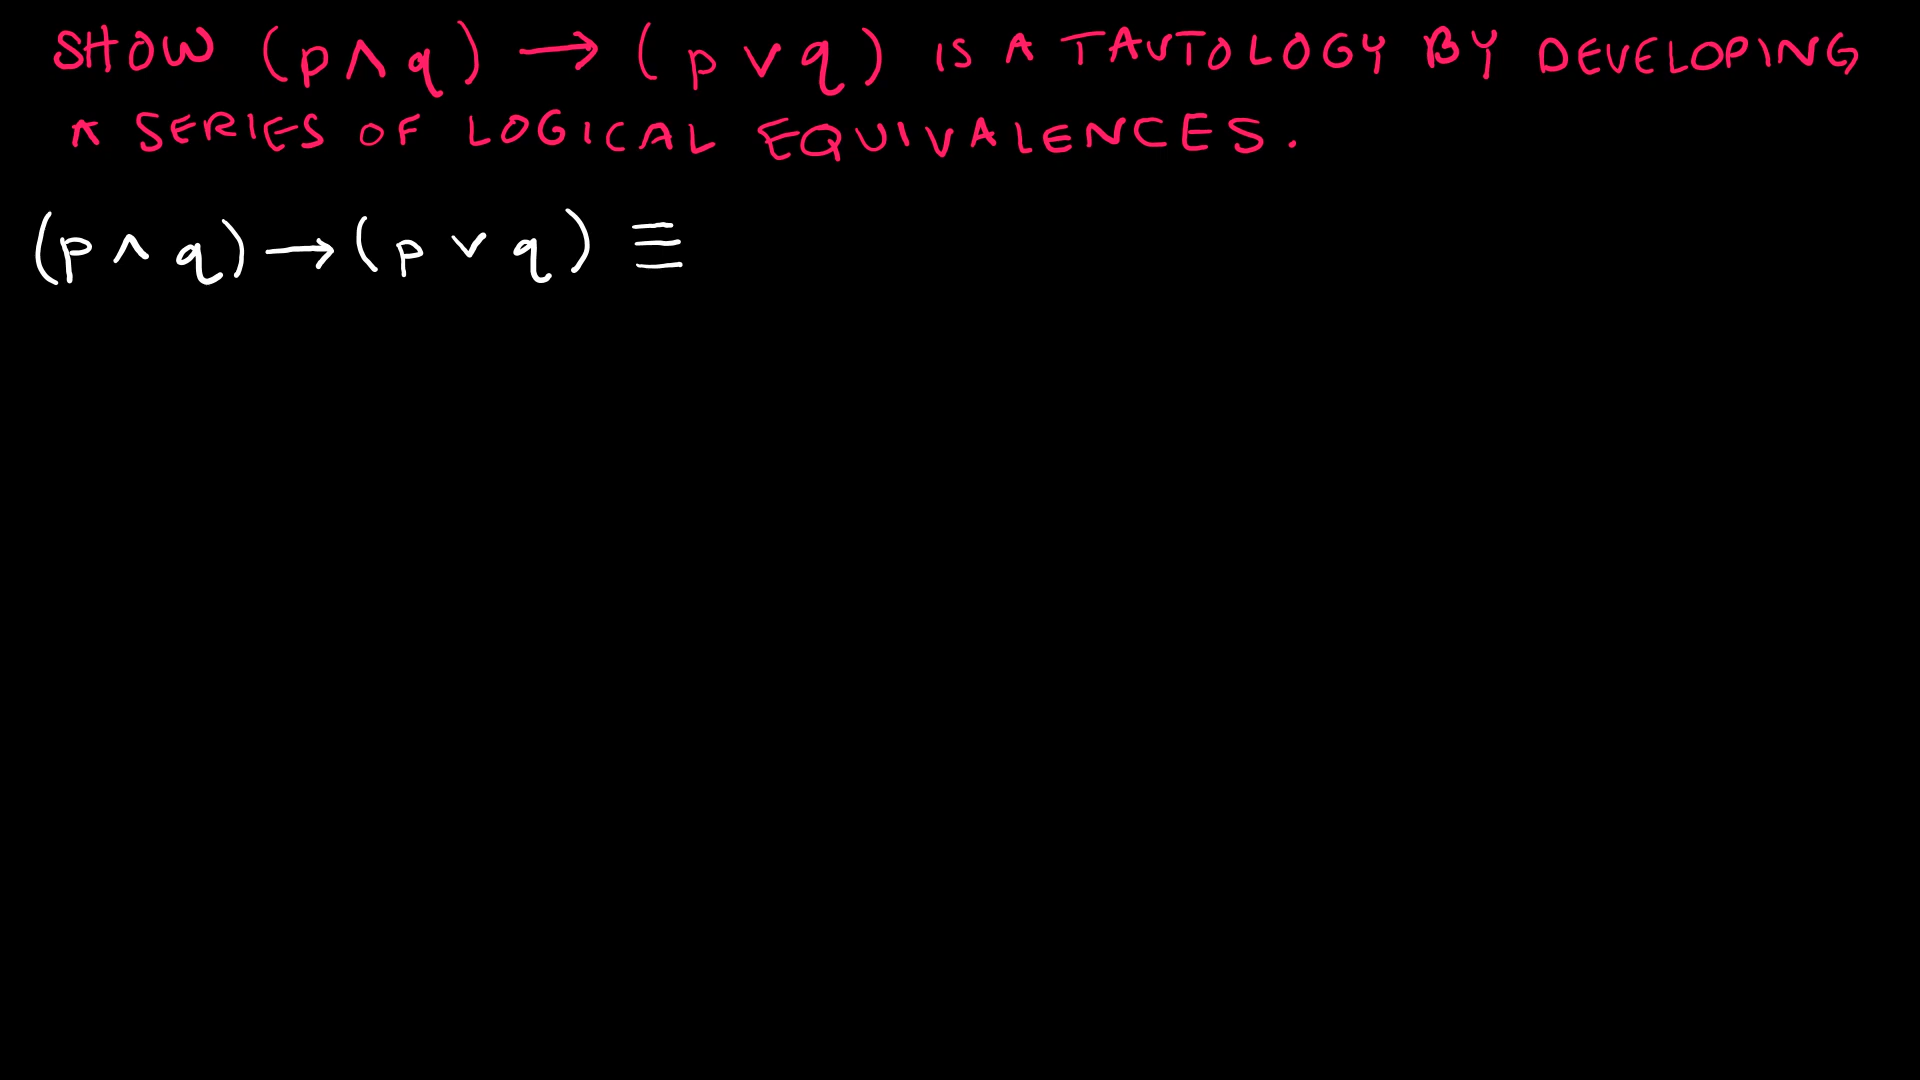 SHOW (p ∧ q) → (p ∨ q) IS A TAUTOLOGY BY DEVELOPING
A SERIES OF LOGICAL EQUIVALENCES.
(p ∧ q) → (p ∨ q) ≡